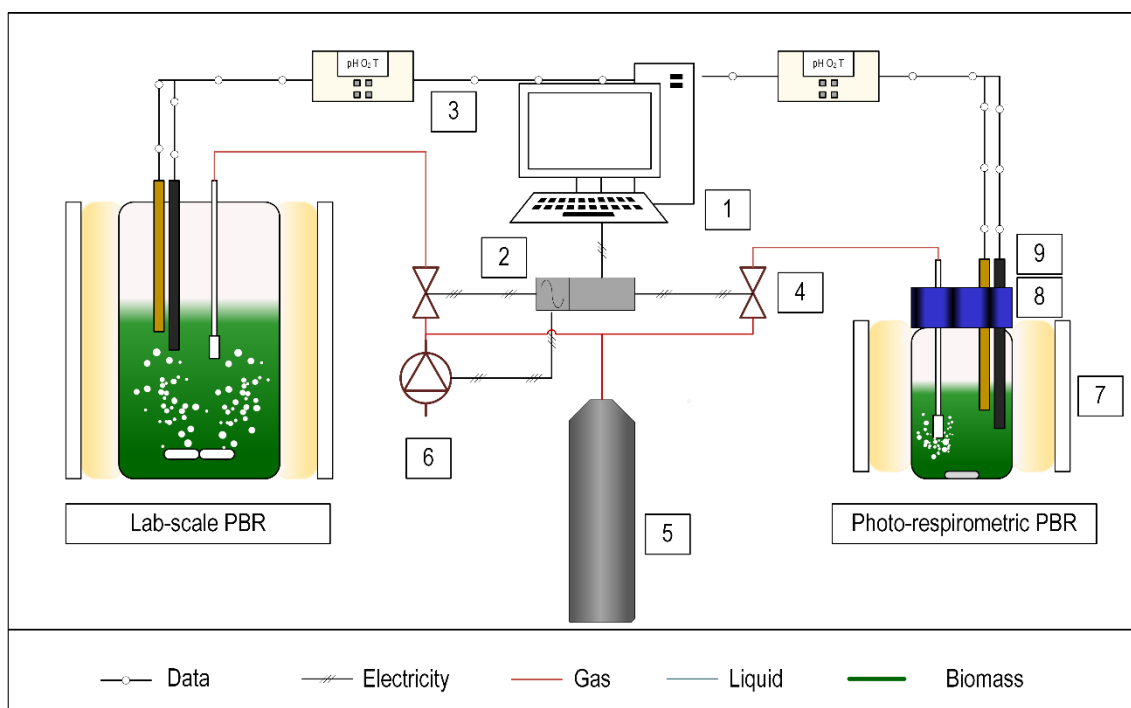 pH O₂ T
pH O₂ T
3
1
2
4
9
8
7
6
5
Lab-scale PBR
Photo-respirometric PBR
Data
Electricity
Gas
Liquid
Biomass